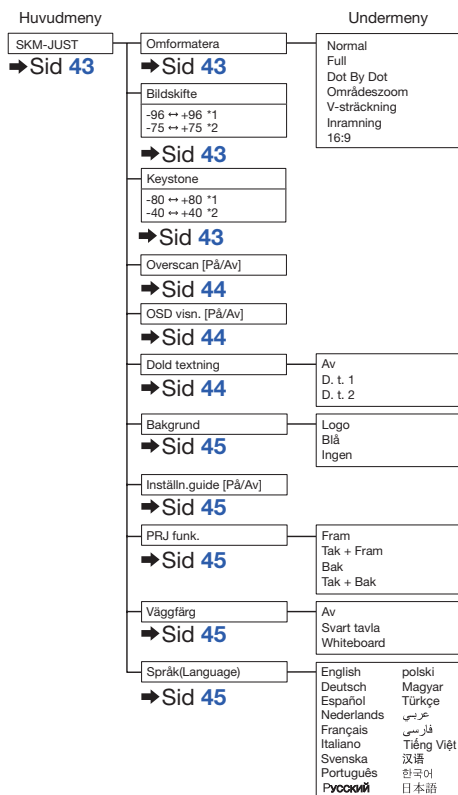 Huvudmeny
Undermeny
SKM-JUST
➡Sid 43
Omformatera
➡Sid 43
Normal
Full
Dot By Dot
Områdeszoom
V-sträckning
Inramning
16:9
Bildskifte
-96 ↔ +96 *1
-75 ↔ +75 *2
➡Sid 43
Keystone
-80 ↔ +80 *1
-40 ↔ +40 *2
➡Sid 43
Overscan [På/Av]
➡Sid 44
OSD visn. [På/Av]
➡Sid 44
Dold textning
➡Sid 44
Av
D. t. 1
D. t. 2
Bakgrund
➡Sid 45
Logo
Blå
Ingen
Inställn.guide [På/Av]
➡Sid 45
PRJ funk.
➡Sid 45
Fram
Tak + Fram
Bak
Tak + Bak
Väggfärg
➡Sid 45
Av
Svart tavla
Whiteboard
Språk(Language)
➡Sid 45
English polski
Deutsch Magyar
Español Türkçe
Nederlands عربي
Français فارسی
Italiano Tiếng Việt
Svenska 汉语
Português 한국어
Русский 日本語